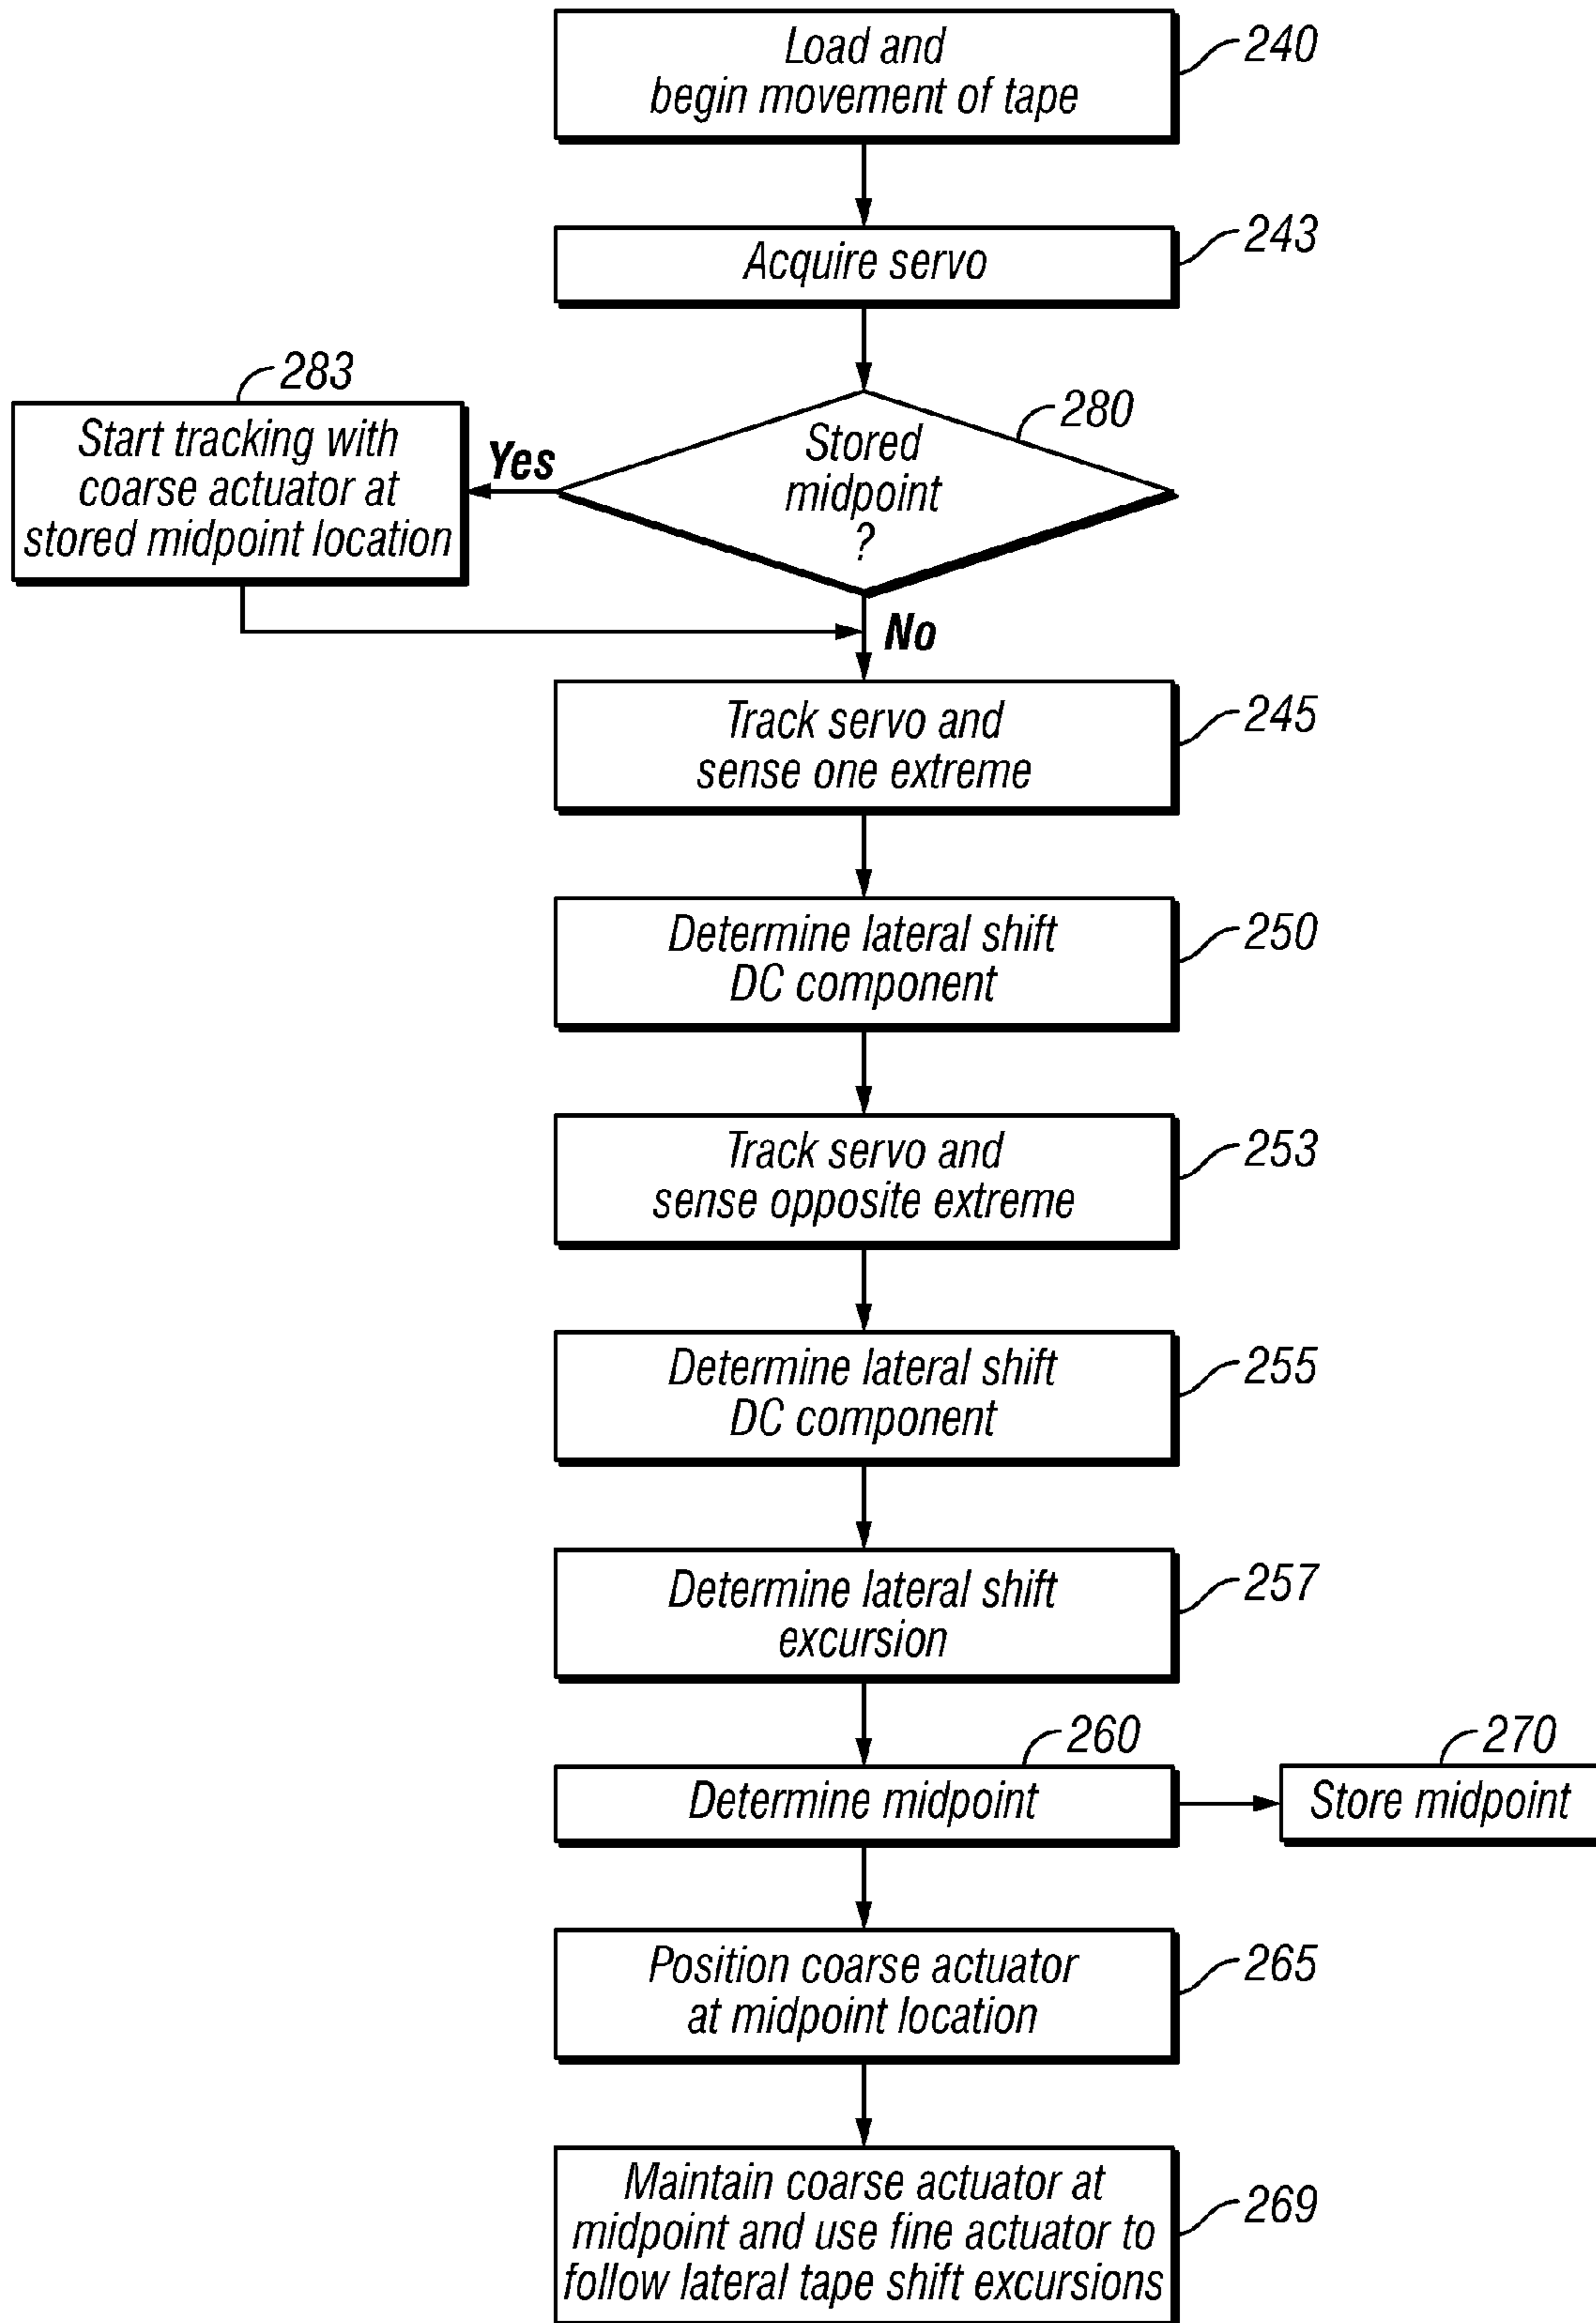 Load and
begin movement of tape
240
Acquire servo
243
283
Start tracking with
coarse actuator at
stored midpoint location
Yes
Stored
midpoint
?
280
No
Track servo and
sense one extreme
245
Determine lateral shift
DC component
250
Track servo and
sense opposite extreme
253
Determine lateral shift
DC component
255
Determine lateral shift
excursion
257
260
Determine midpoint
270
Store midpoint
Position coarse actuator
at midpoint location
265
Maintain coarse actuator at
midpoint and use fine actuator to
follow lateral tape shift excursions
269